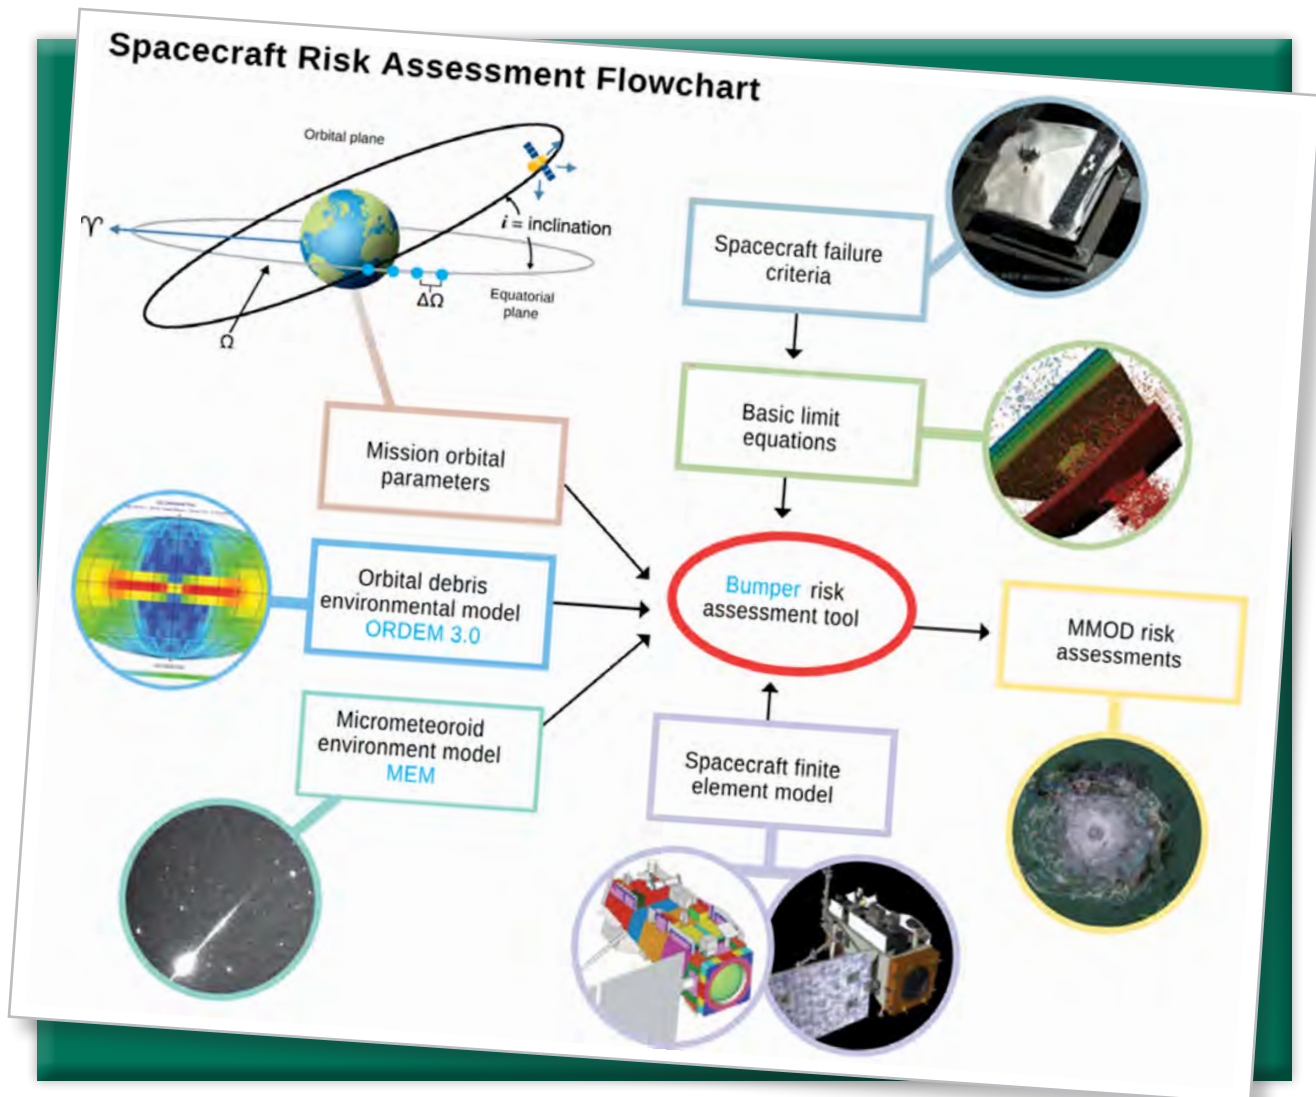 Spacecraft Risk Assessment Flowchart
Orbital plane
♈
i = inclination
ΔΩ
Equatorial
plane
Ω
Spacecraft failure
criteria
Basic limit
equations
Mission orbital
parameters
Orbital debris
environmental model
ORDEM 3.0
Micrometeoroid
environment model
MEM
Bumper risk
assessment tool
MMOD risk
assessments
Spacecraft finite
element model